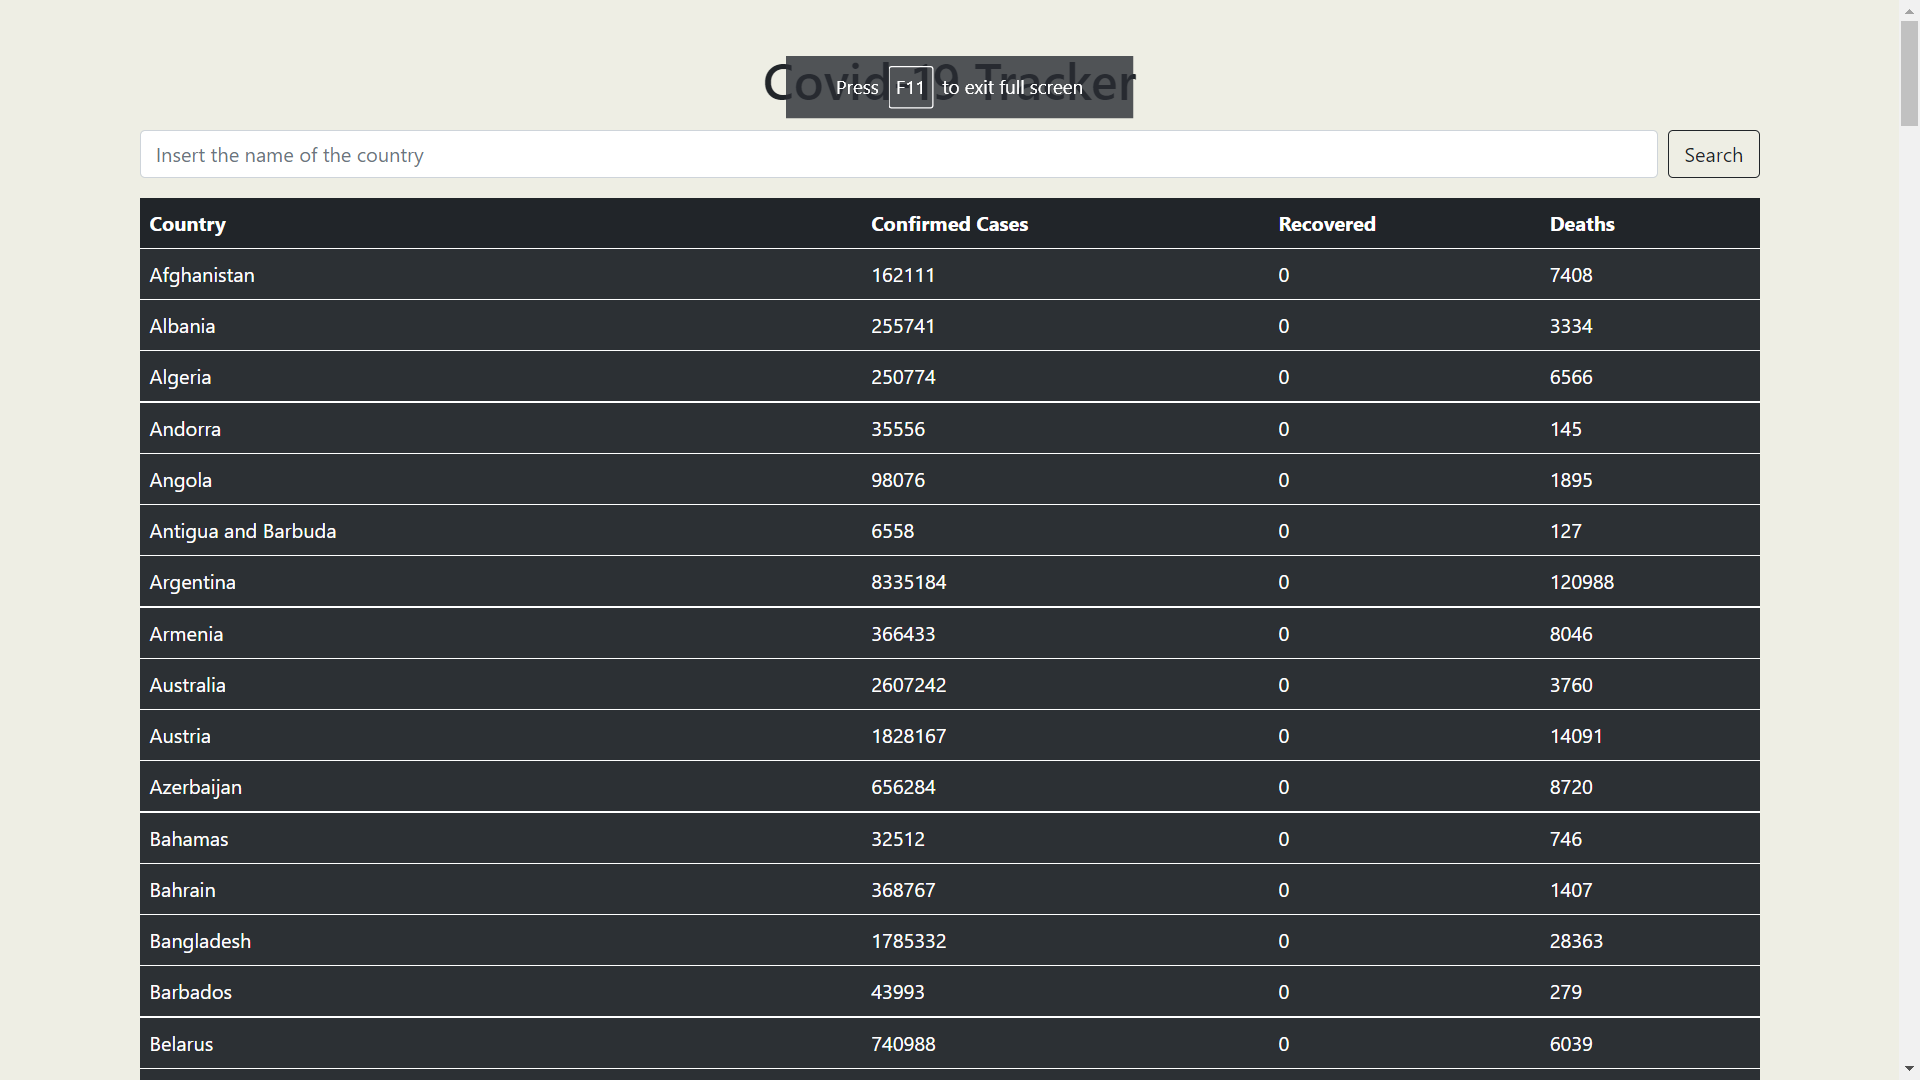 Covid-19 Tracker
Press F11 to exit full screen
Insert the name of the country
Search
Country Confirmed Cases Recovered Deaths
Afghanistan 162111 0 7408
Albania 255741 0 3334
Algeria 250774 0 6566
Andorra 35556 0 145
Angola 98076 0 1895
Antigua and Barbuda 6558 0 127
Argentina 8335184 0 120988
Armenia 366433 0 8046
Australia 2607242 0 3760
Austria 1828167 0 14091
Azerbaijan 656284 0 8720
Bahamas 32512 0 746
Bahrain 368767 0 1407
Bangladesh 1785332 0 28363
Barbados 43993 0 279
Belarus 740988 0 6039